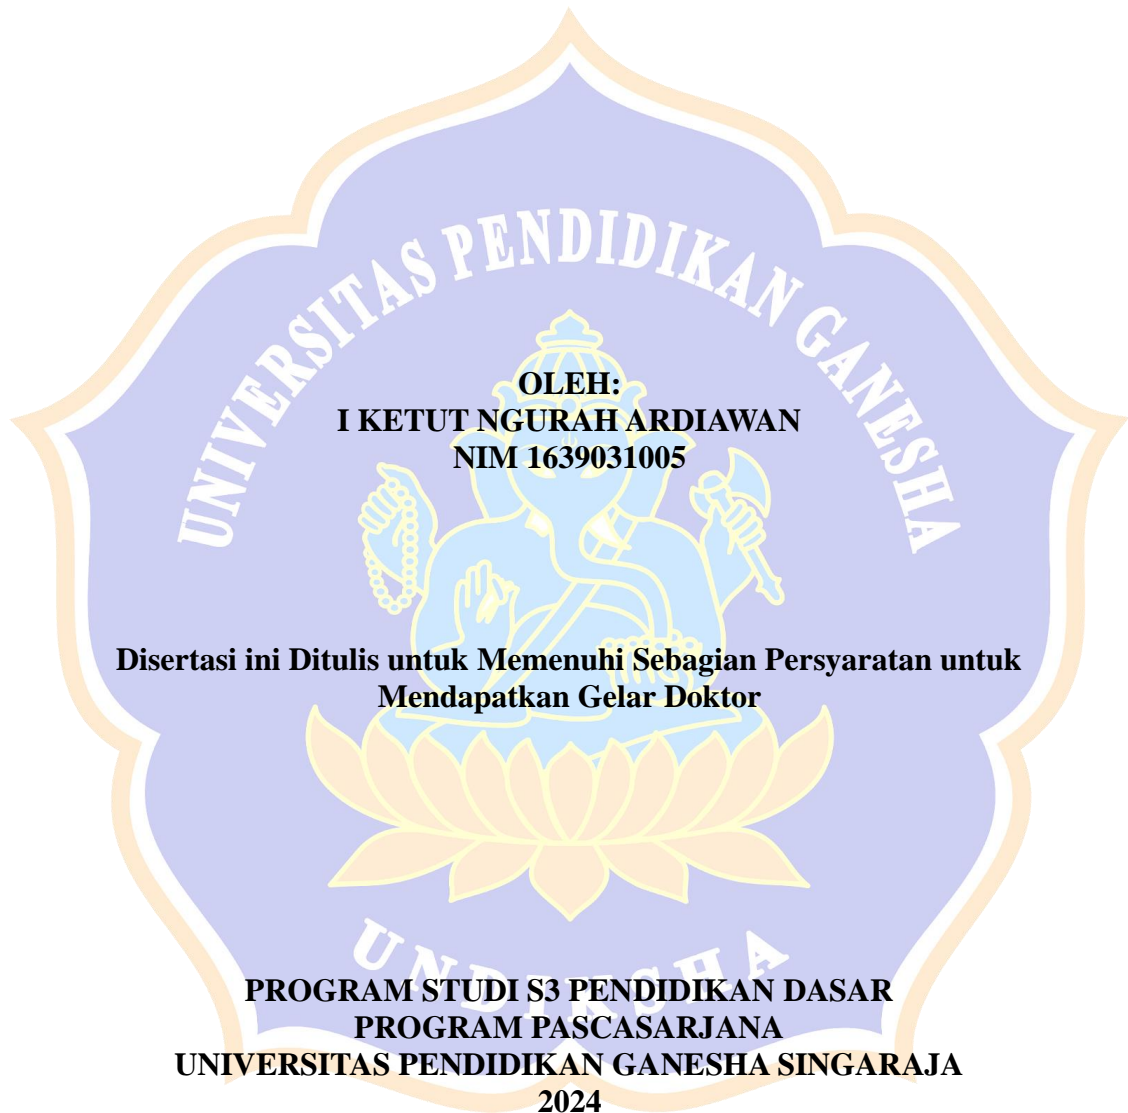 UNIVERSITAS PENDIDIKAN GANESHA
OLEH:
I KETUT NGURAH ARDIAWAN
NIM 1639031005
Disertasi ini Ditulis untuk Memenuhi Sebagian Persyaratan untuk
Mendapatkan Gelar Doktor
UNDIKSHA
PROGRAM STUDI S3 PENDIDIKAN DASAR
PROGRAM PASCASARJANA
UNIVERSITAS PENDIDIKAN GANESHA SINGARAJA
2024